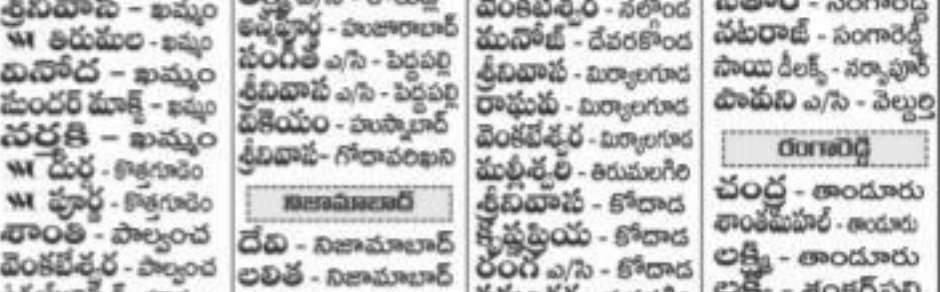 శ్రీనివాస - ఖమ్మం
తిరుమల - ఖమ్మం
వినోద - ఖమ్మం
సుందర్ మాక్స్ - ఖమ్మం
నర్తకి - ఖమ్మం
దుర్గ - కొత్తగూడెం
పూర్ణ - కొత్తగూడెం
శాంతి - పాల్వంచ
వెంకటేశ్వర - పాల్వంచ
అన్నపూర్ణ - హుజూరాబాద్
సంగీత ఎ/సి - పెద్దపల్లి
శ్రీనివాస ఎ/సి - పెద్దపల్లి
- హుస్నాబాద్
శ్రీనివాస - గోదావరిఖని
నిజామాబాద్
దేవి - నిజామాబాద్
లలిత - నిజామాబాద్
వెంకటేశ్వర - నల్గొండ
మనోజ్ - దేవరకొండ
శ్రీనివాస - మిర్యాలగూడ
రాఘవ - మిర్యాలగూడ
వెంకటేశ్వర - మిర్యాలగూడ
మల్లీశ్వరి - తిరుమలగిరి
శ్రీనివాస - కోదాడ
కృష్ణప్రియ - కోదాడ
రంగ ఎ/సి - కోదాడ
- సంగారెడ్డి
నటరాజ్ - సంగారెడ్డి
సాయి డీలక్స్ - నర్సాపూర్
పావని ఎ/సి - వెల్దుర్తి
రంగారెడ్డి
చంద్ర - తాండూరు
శాంతమహల్ - తాండూరు
లక్ష్మి - తాండూరు